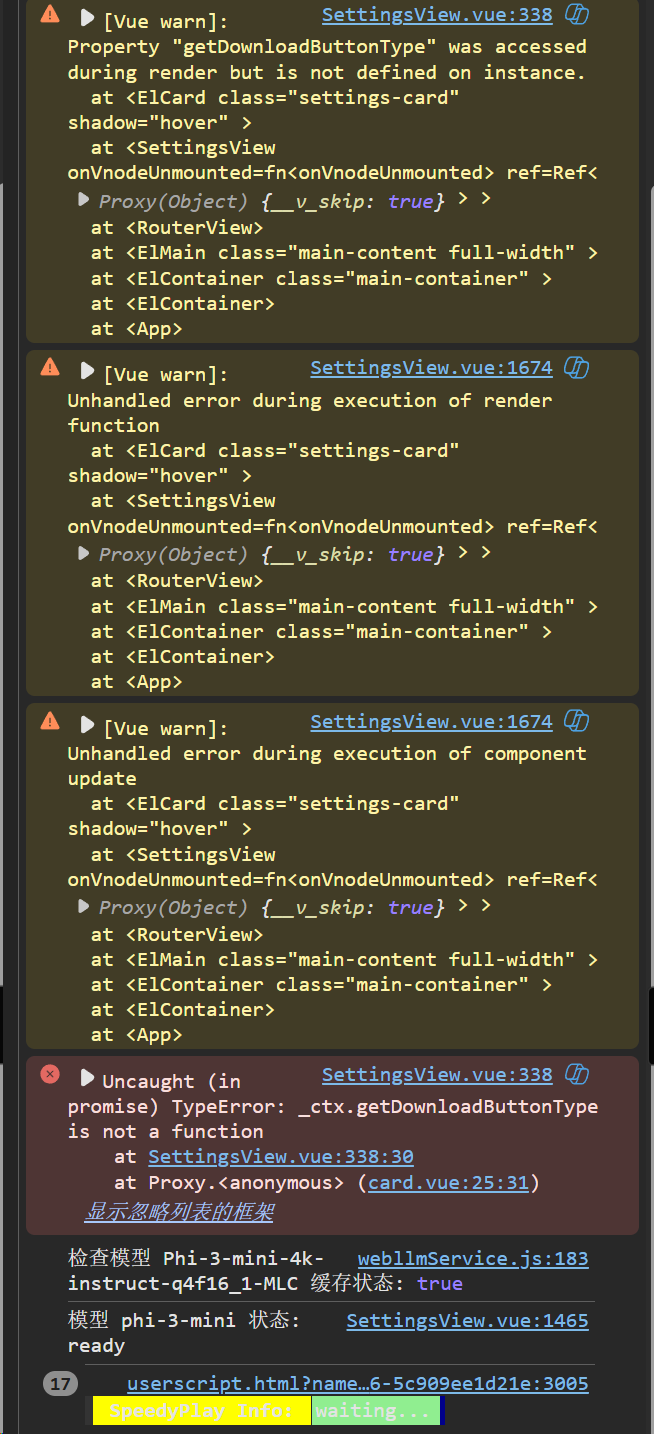 [Vue warn]: SettingsView.vue:338
Property "getDownloadButtonType" was accessed
during render but is not defined on instance.
at <ElCard class="settings-card"
shadow="hover" >
at <SettingsView
onVnodeUnmounted=fn<onVnodeUnmounted> ref=Ref<
Proxy(Object) {__v_skip: true} > >
at <RouterView>
at <ElMain class="main-content full-width" >
at <ElContainer class="main-container" >
at <ElContainer>
at <App>
[Vue warn]: SettingsView.vue:1674
Unhandled error during execution of render
function
at <ElCard class="settings-card"
shadow="hover" >
at <SettingsView
onVnodeUnmounted=fn<onVnodeUnmounted> ref=Ref<
Proxy(Object) {__v_skip: true} > >
at <RouterView>
at <ElMain class="main-content full-width" >
at <ElContainer class="main-container" >
at <ElContainer>
at <App>
[Vue warn]: SettingsView.vue:1674
Unhandled error during execution of component
update
at <ElCard class="settings-card"
shadow="hover" >
at <SettingsView
onVnodeUnmounted=fn<onVnodeUnmounted> ref=Ref<
Proxy(Object) {__v_skip: true} > >
at <RouterView>
at <ElMain class="main-content full-width" >
at <ElContainer class="main-container" >
at <ElContainer>
at <App>
Uncaught (in SettingsView.vue:338
promise) TypeError: _ctx.getDownloadButtonType
is not a function
at SettingsView.vue:338:30
at Proxy.<anonymous> (card.vue:25:31)
显示忽略列表的框架
检查模型 Phi-3-mini-4k- webllmService.js:183
instruct-q4f16_1-MLC 缓存状态: true
模型 phi-3-mini 状态: SettingsView.vue:1465
ready
17 userscript.html?name…6-5c909ee1d21e:3005
SpeedyPlay Info: waiting...